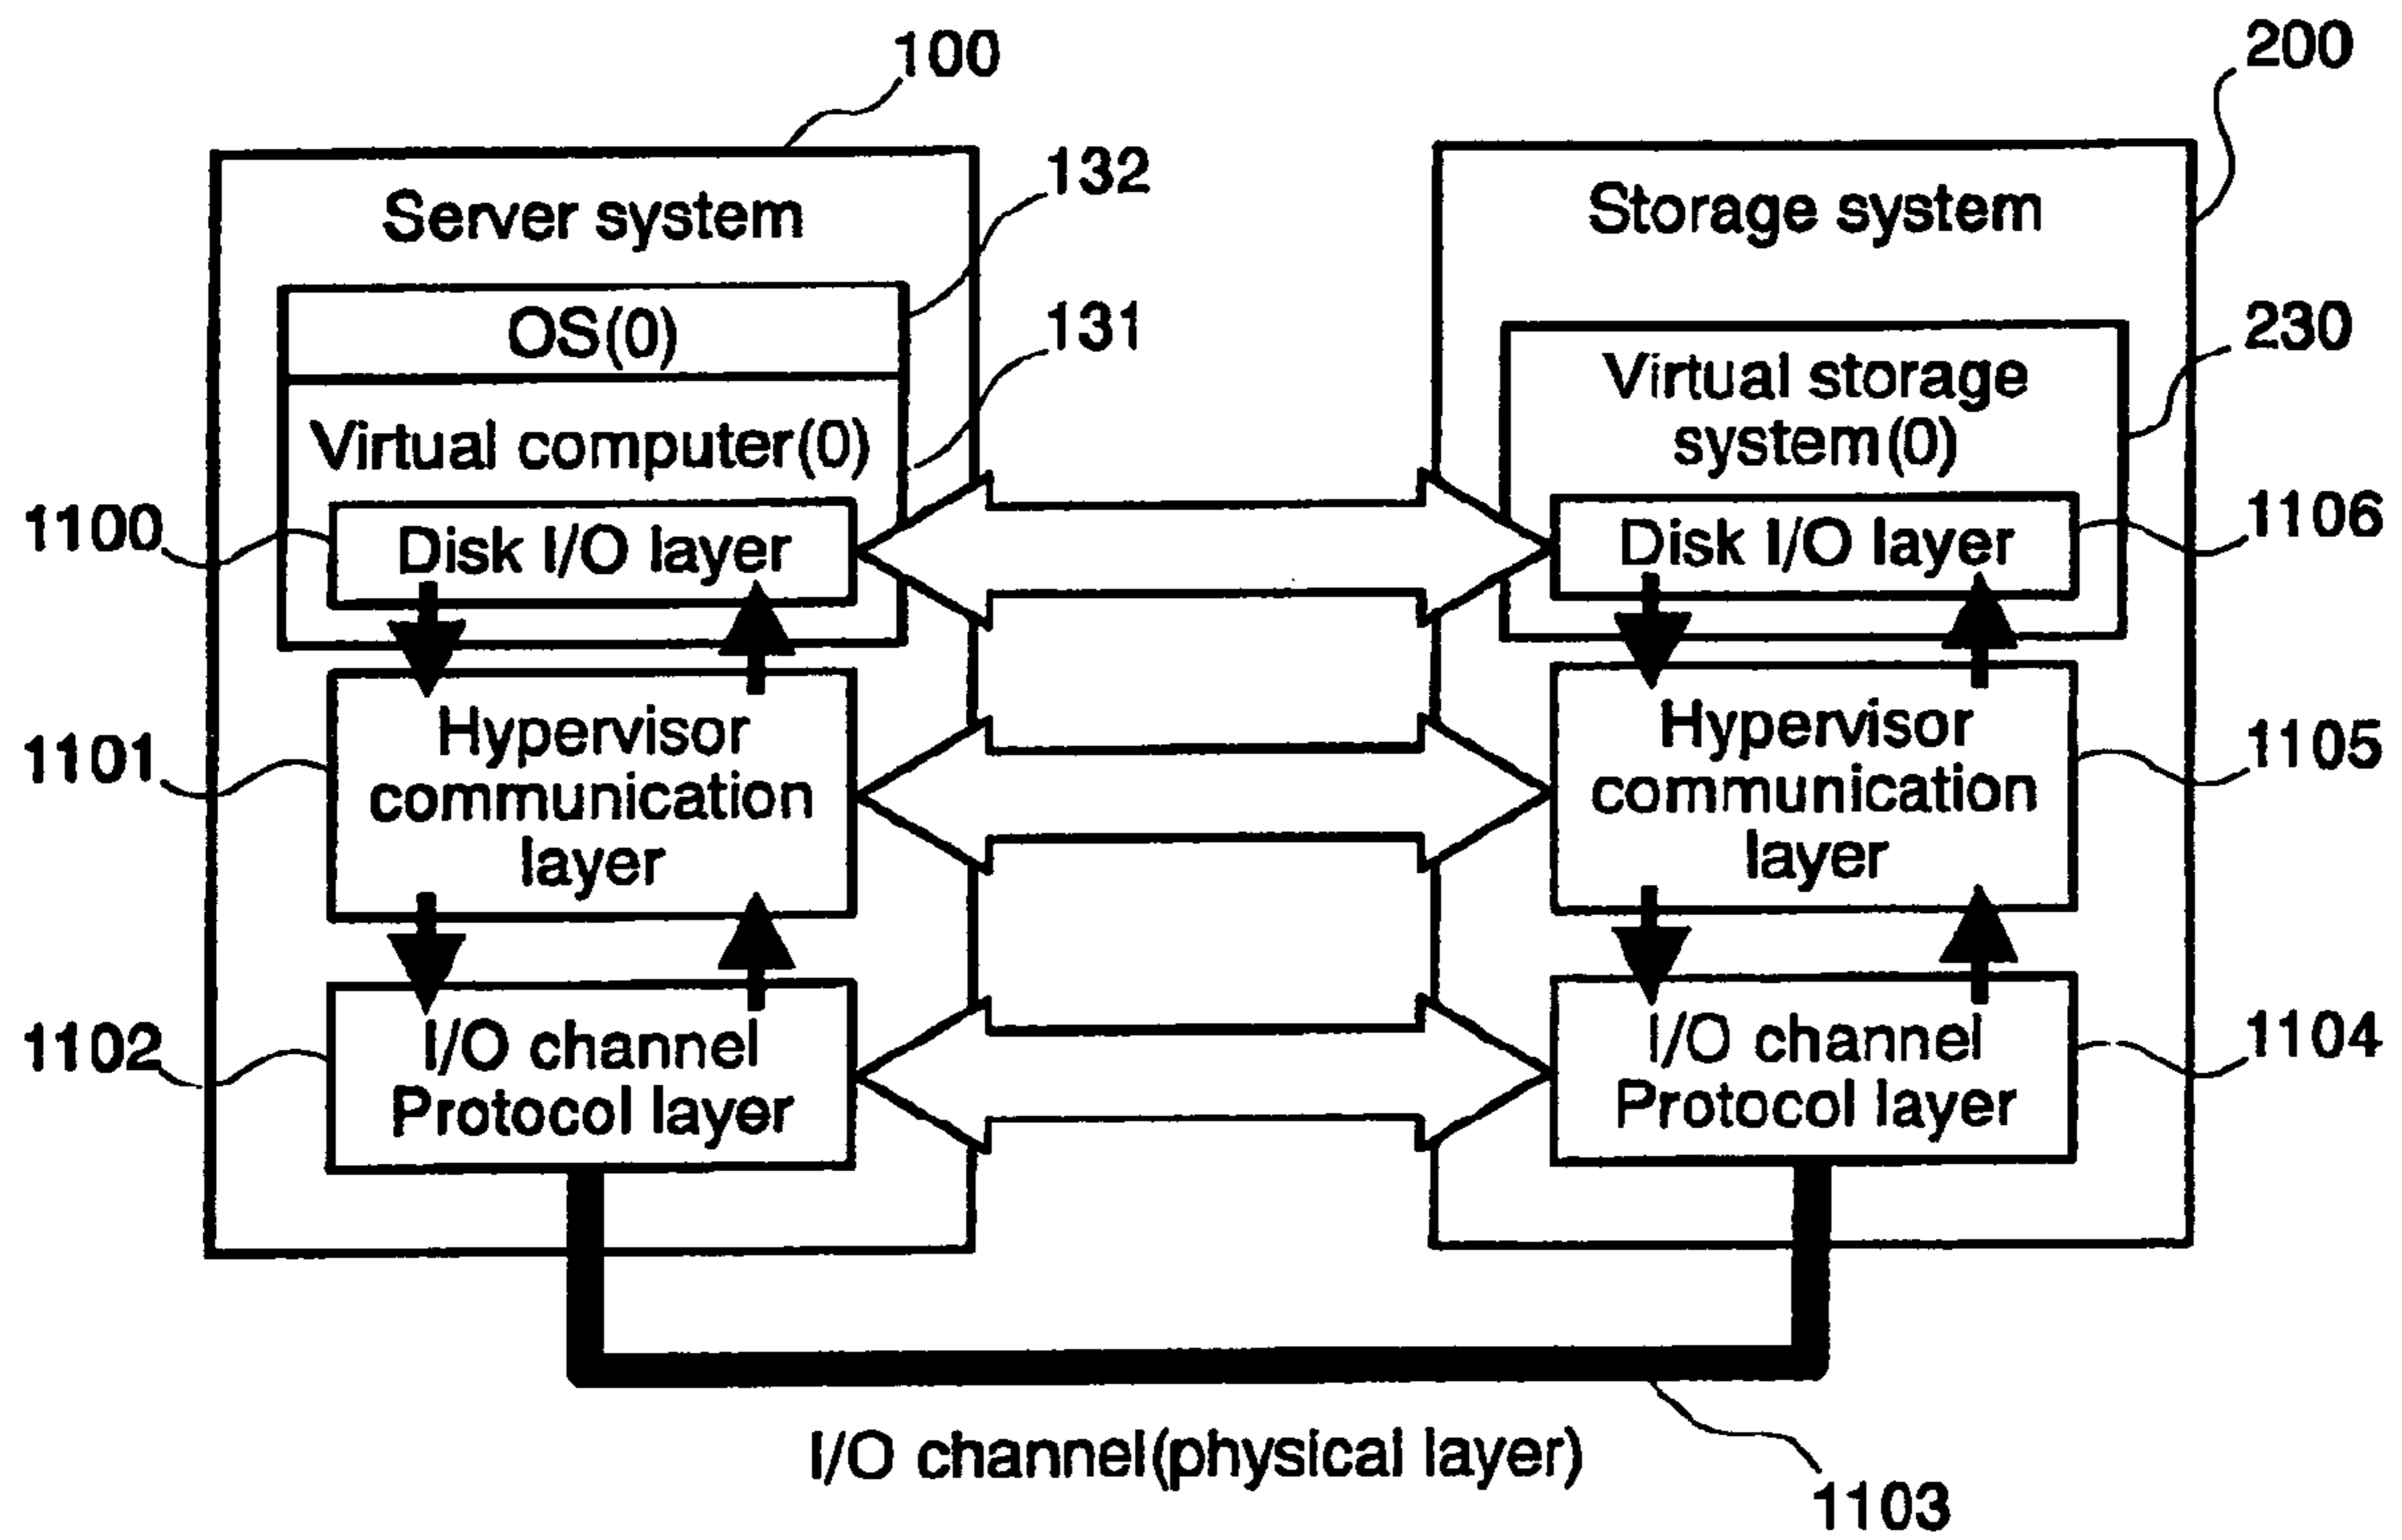 100
200
132
Server system
Storage system
OS(0)
131
230
Virtual storage
system(0)
Virtual computer(0)
1100
Disk I/O layer
Disk I/O layer
1106
Hypervisor
communication
layer
1101
Hypervisor
communication
layer
1105
1102
I/O channel
Protocol layer
I/O channel
Protocol layer
1104
I/O channel(physical layer)
1103